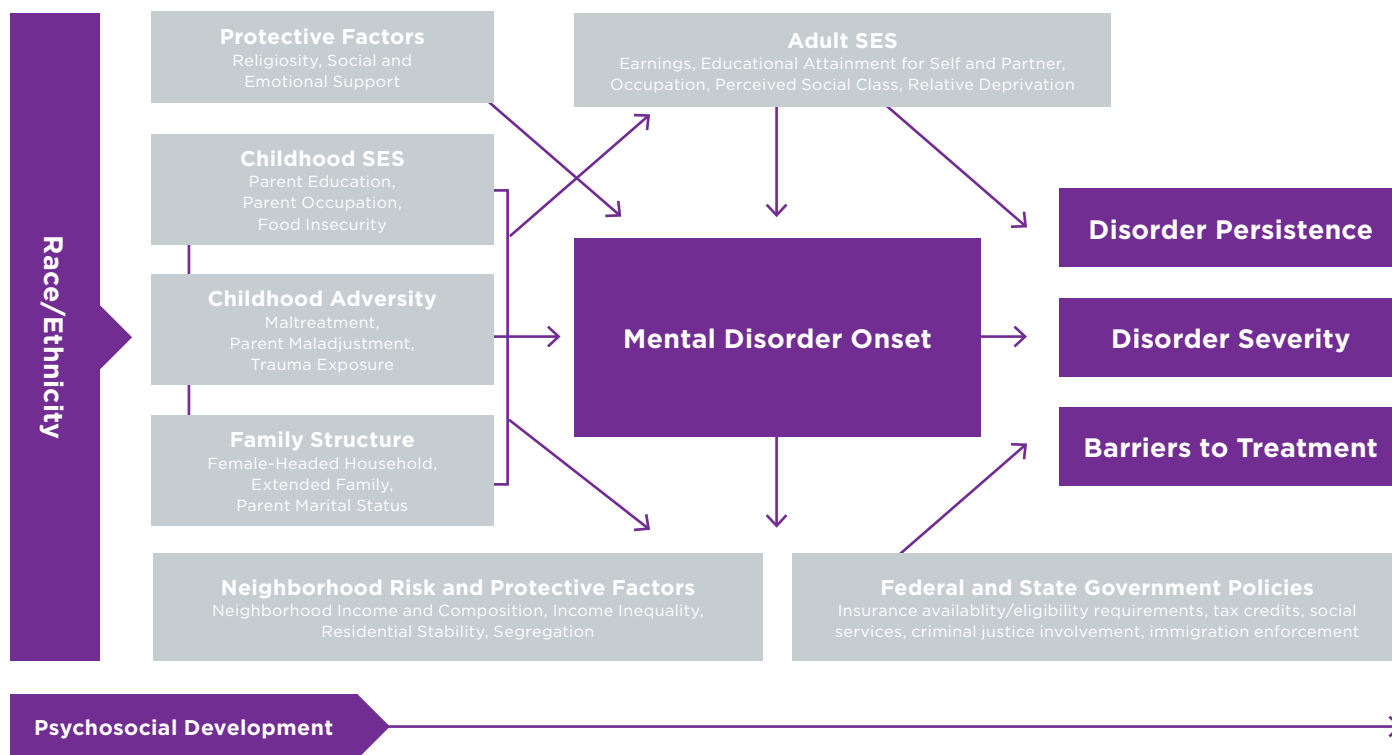 Race/Ethnicity
Protective Factors
Religiosity, Social and
Emotional Support
Childhood SES
Parent Education,
Parent Occupation,
Food Insecurity
Childhood Adversity
Maltreatment,
Parent Maladjustment,
Trauma Exposure
Family Structure
Female-Headed Household,
Extended Family,
Parent Marital Status
Adult SES
Earnings, Educational Attainment for Self and Partner,
Occupation, Perceived Social Class, Relative Deprivation
Mental Disorder Onset
Disorder Persistence
Disorder Severity
Barriers to Treatment
Neighborhood Risk and Protective Factors
Neighborhood Income and Composition, Income Inequality,
Residential Stability, Segregation
Federal and State Government Policies
Insurance availablity/eligibility requirements, tax credits, social
services, criminal justice involvement, immigration enforcement
Psychosocial Development